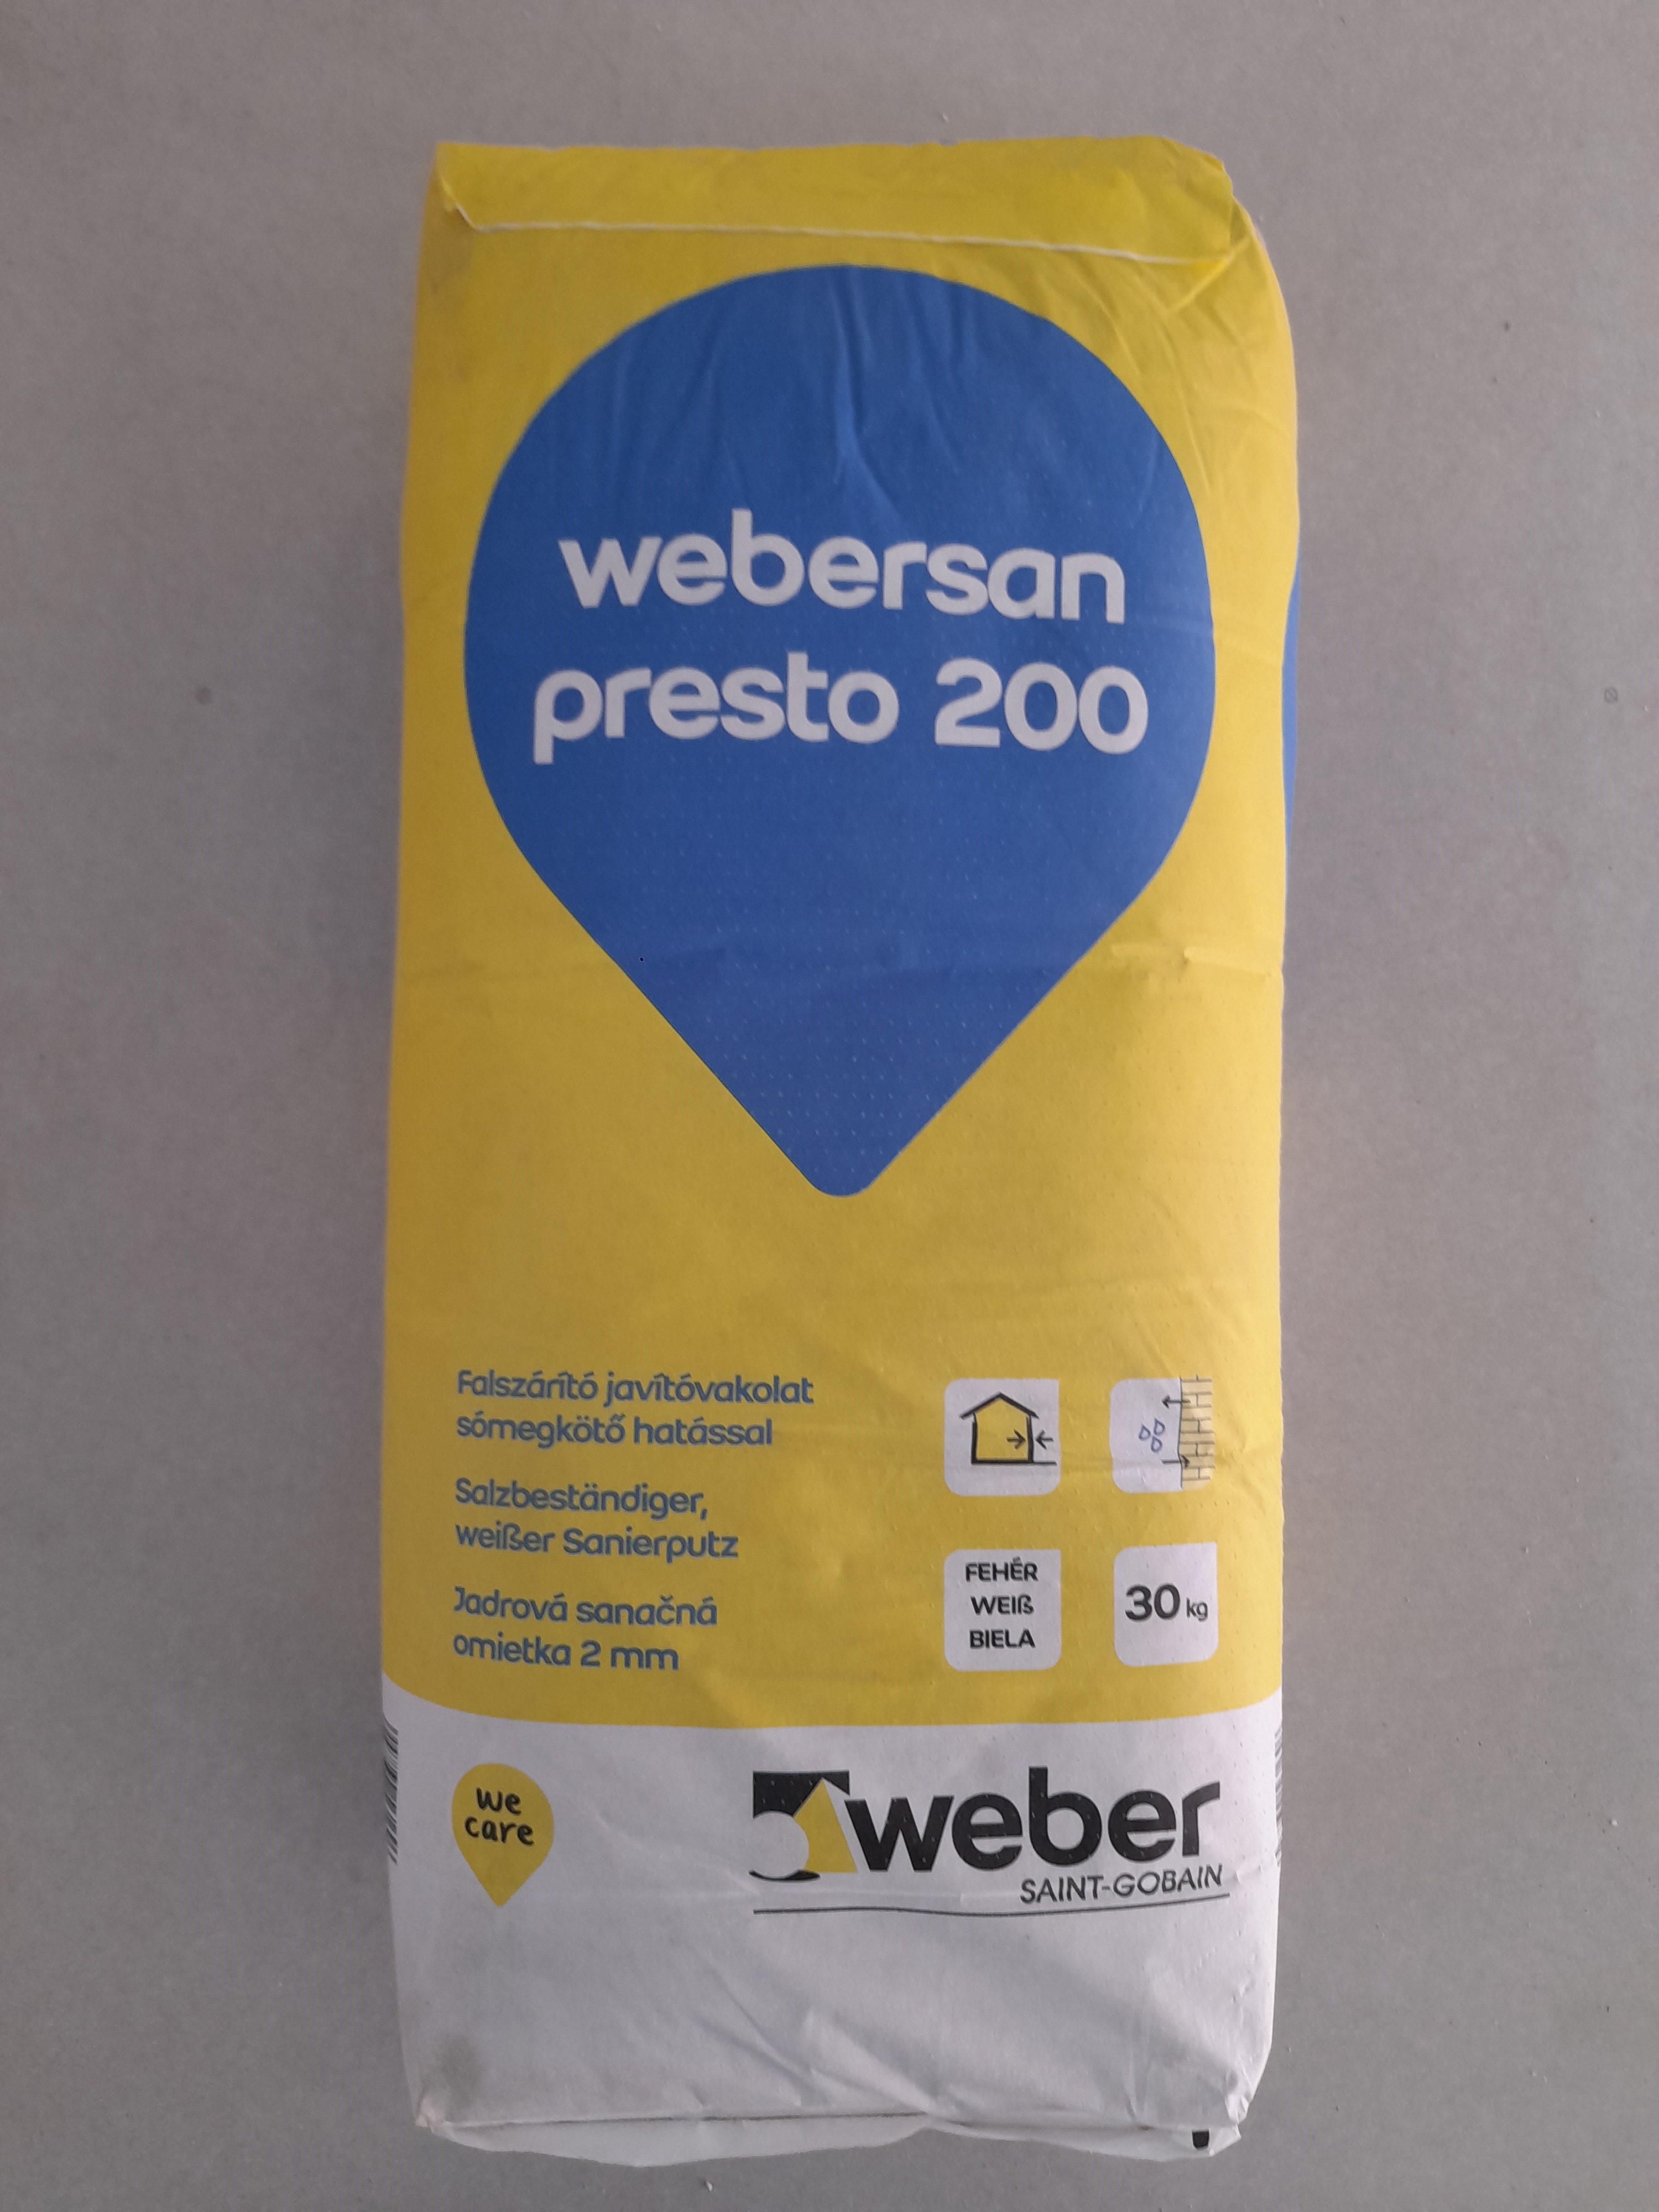 webersan
presto 200
Falszárító javítóvakolat
sómegkötő hatással
Salzbeständiger,
weißer Sanierputz
Jadrová sanačná
omietka 2 mm
FEHÉR
WEIß
BIELA
30 kg
we
care
weber
SAINT-GOBAIN